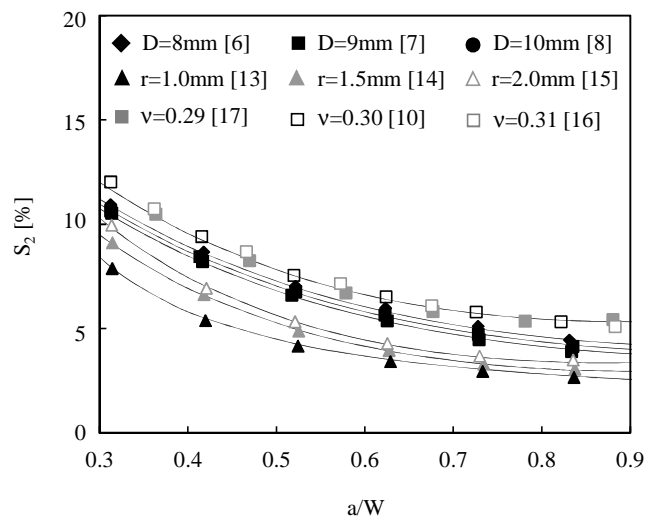 20
D=8mm [6] D=9mm [7] D=10mm [8]
r=1.0mm [13] r=1.5mm [14] r=2.0mm [15]
ν=0.29 [17] ν=0.30 [10] ν=0.31 [16]
15
S₂ [%]
10
5
0
0.3 0.4 0.5 0.6 0.7 0.8 0.9
a/W